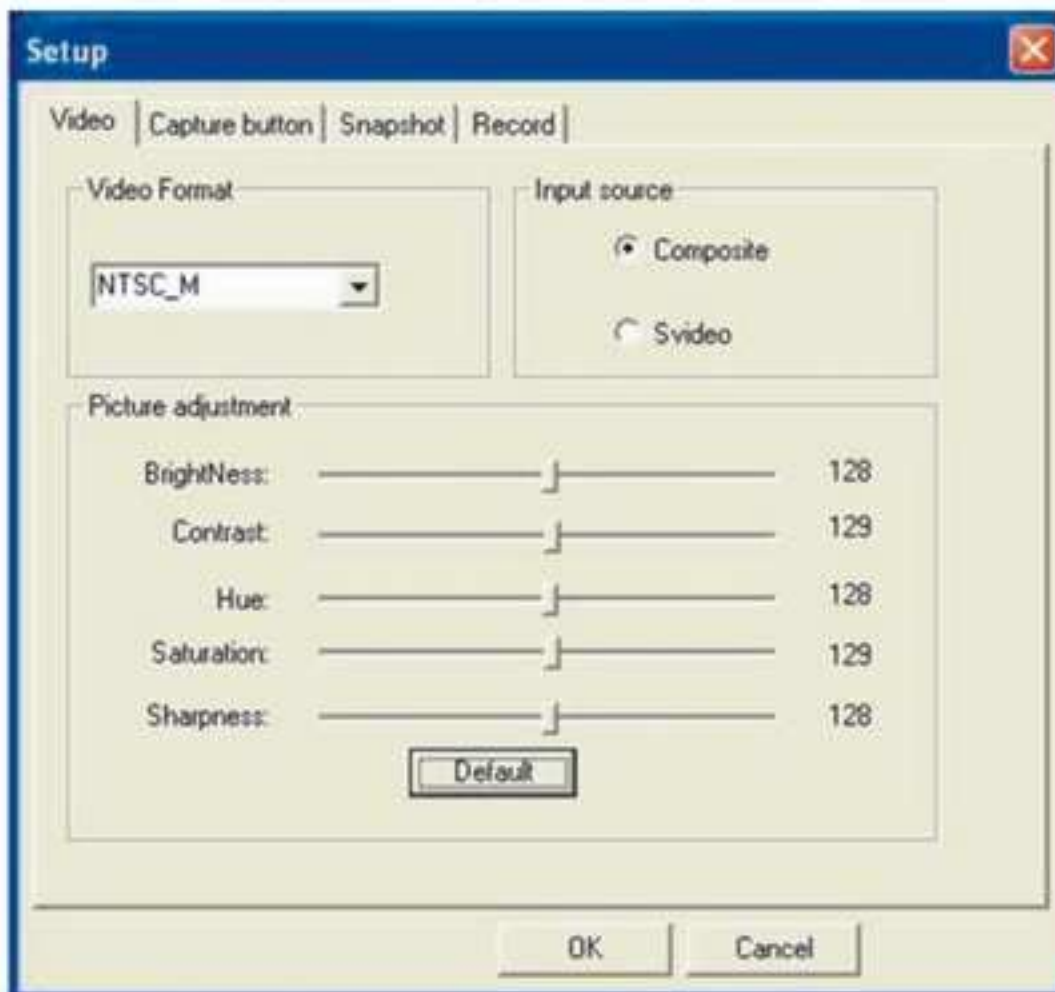 Setup
Video Capture button Snapshot Record
Video Format
Input source
NTSC_M
Composite
Svideo
Picture adjustment
BrightNess: 128
Contrast: 129
Hue: 128
Saturation: 129
Sharpness: 128
Default
OK Cancel